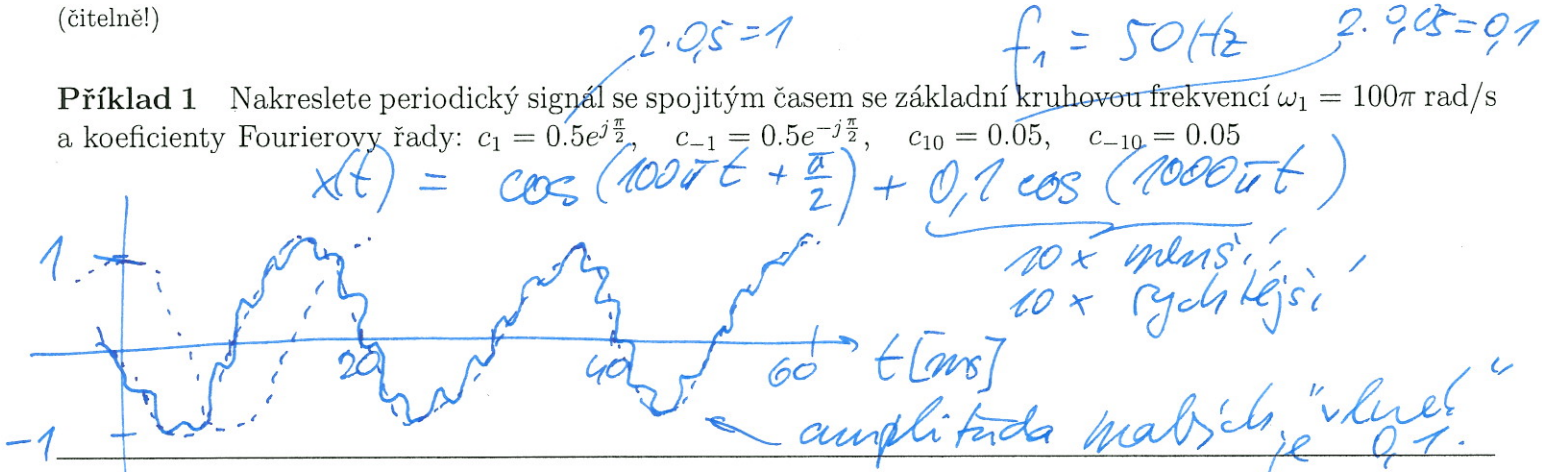 (čitelně!)
2. 0,5 = 1
f₁ = 50 Hz
2. 0,05 = 0,1
Příklad 1 Nakreslete periodický signál se spojitým časem se základní kruhovou frekvencí ω₁ = 100π rad/s
a koeficienty Fourierovy řady: c₁ = 0.5e^{j\frac{π}{2}}, c₋₁ = 0.5e^{-j\frac{π}{2}}, c₁₀ = 0.05, c₋₁₀ = 0.05
x(t) = cos (100πt + \frac{π}{2}) + 0,1 cos (1000πt)
10 x menší,
10 x rychlejší
1
20
40
60
t [ms]
-1
amplituda malých "vlnek"
je 0,1.